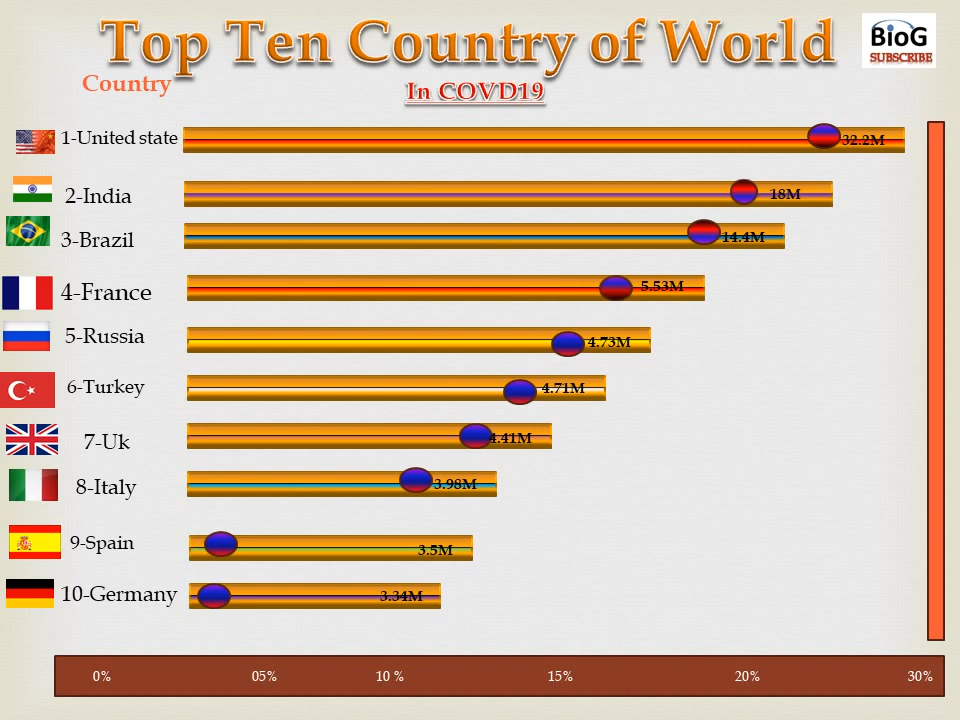 Top Ten Country of World
BioG
SUBSCRIBE
Country
In COVD19
1-United state 32.2M
2-India 18M
3-Brazil 14.4M
4-France 5.53M
5-Russia 4.73M
6-Turkey 4.71M
7-Uk 4.41M
8-Italy 3.98M
9-Spain 3.5M
10-Germany 3.34M
0% 05% 10 % 15% 20% 30%